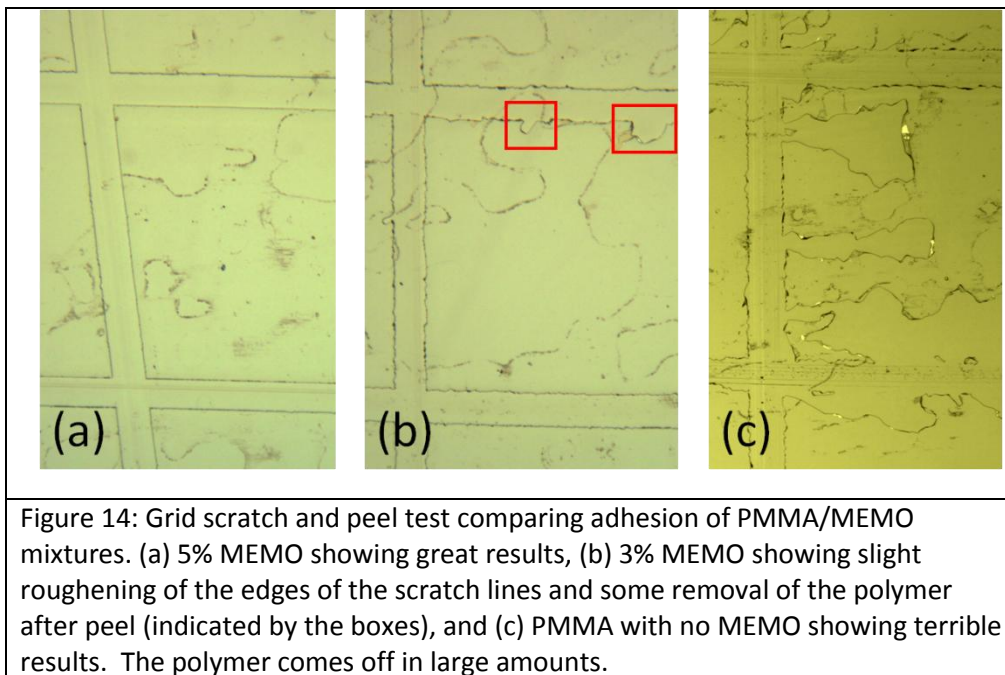 (a)
(b)
(c)
Figure 14: Grid scratch and peel test comparing adhesion of PMMA/MEMO
mixtures. (a) 5% MEMO showing great results, (b) 3% MEMO showing slight
roughening of the edges of the scratch lines and some removal of the polymer
after peel (indicated by the boxes), and (c) PMMA with no MEMO showing terrible
results.  The polymer comes off in large amounts.